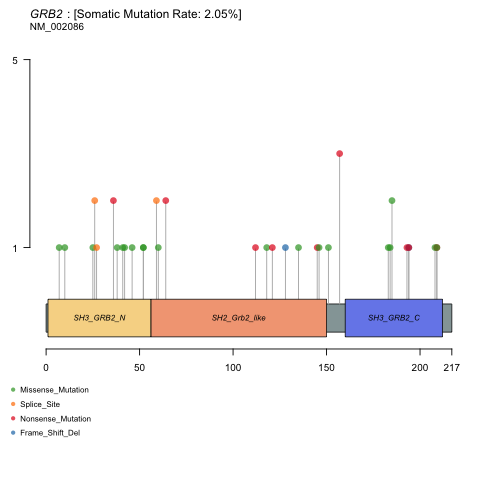 GRB2 : [Somatic Mutation Rate: 2.05%]
NM_002086
5
1
SH3_GRB2_N
SH2_Grb2_like
SH3_GRB2_C
0 50 100 150 200 217
Missense_Mutation
Splice_Site
Nonsense_Mutation
Frame_Shift_Del